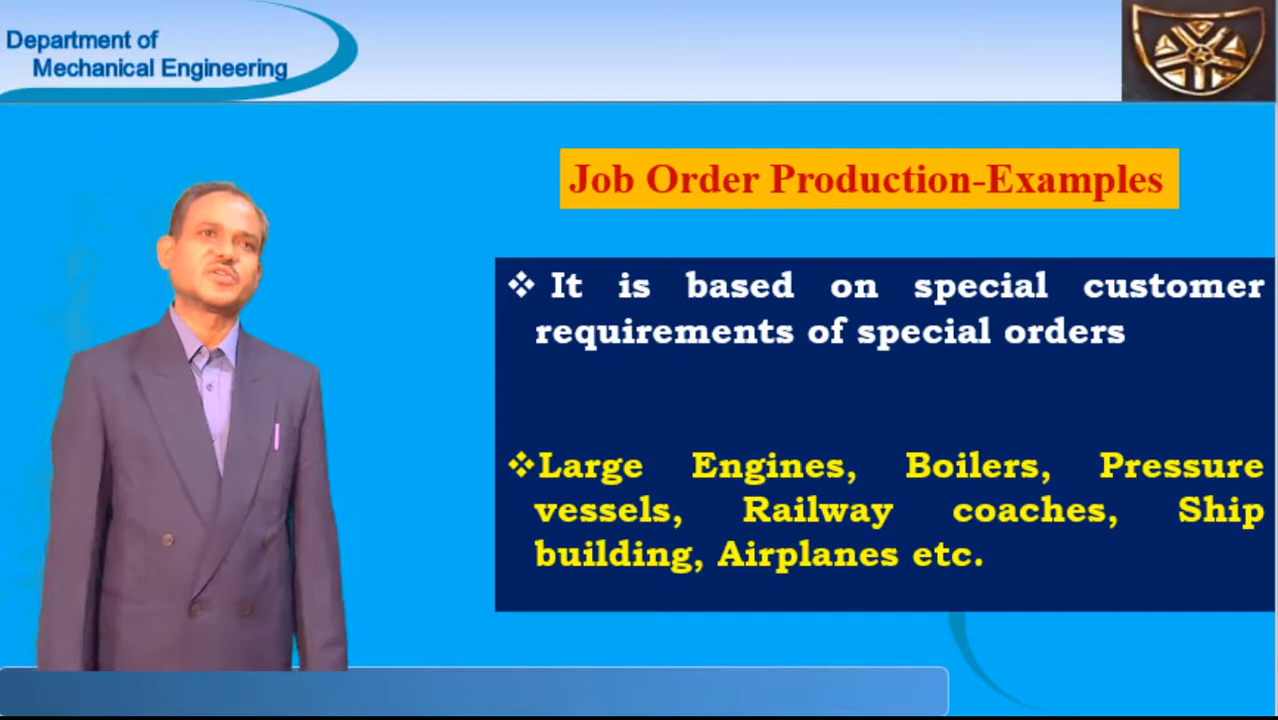 Department of
Mechanical Engineering
Job Order Production-Examples
❖ It is based on special customer
requirements of special orders
❖Large Engines, Boilers, Pressure
vessels, Railway coaches, Ship
building, Airplanes etc.